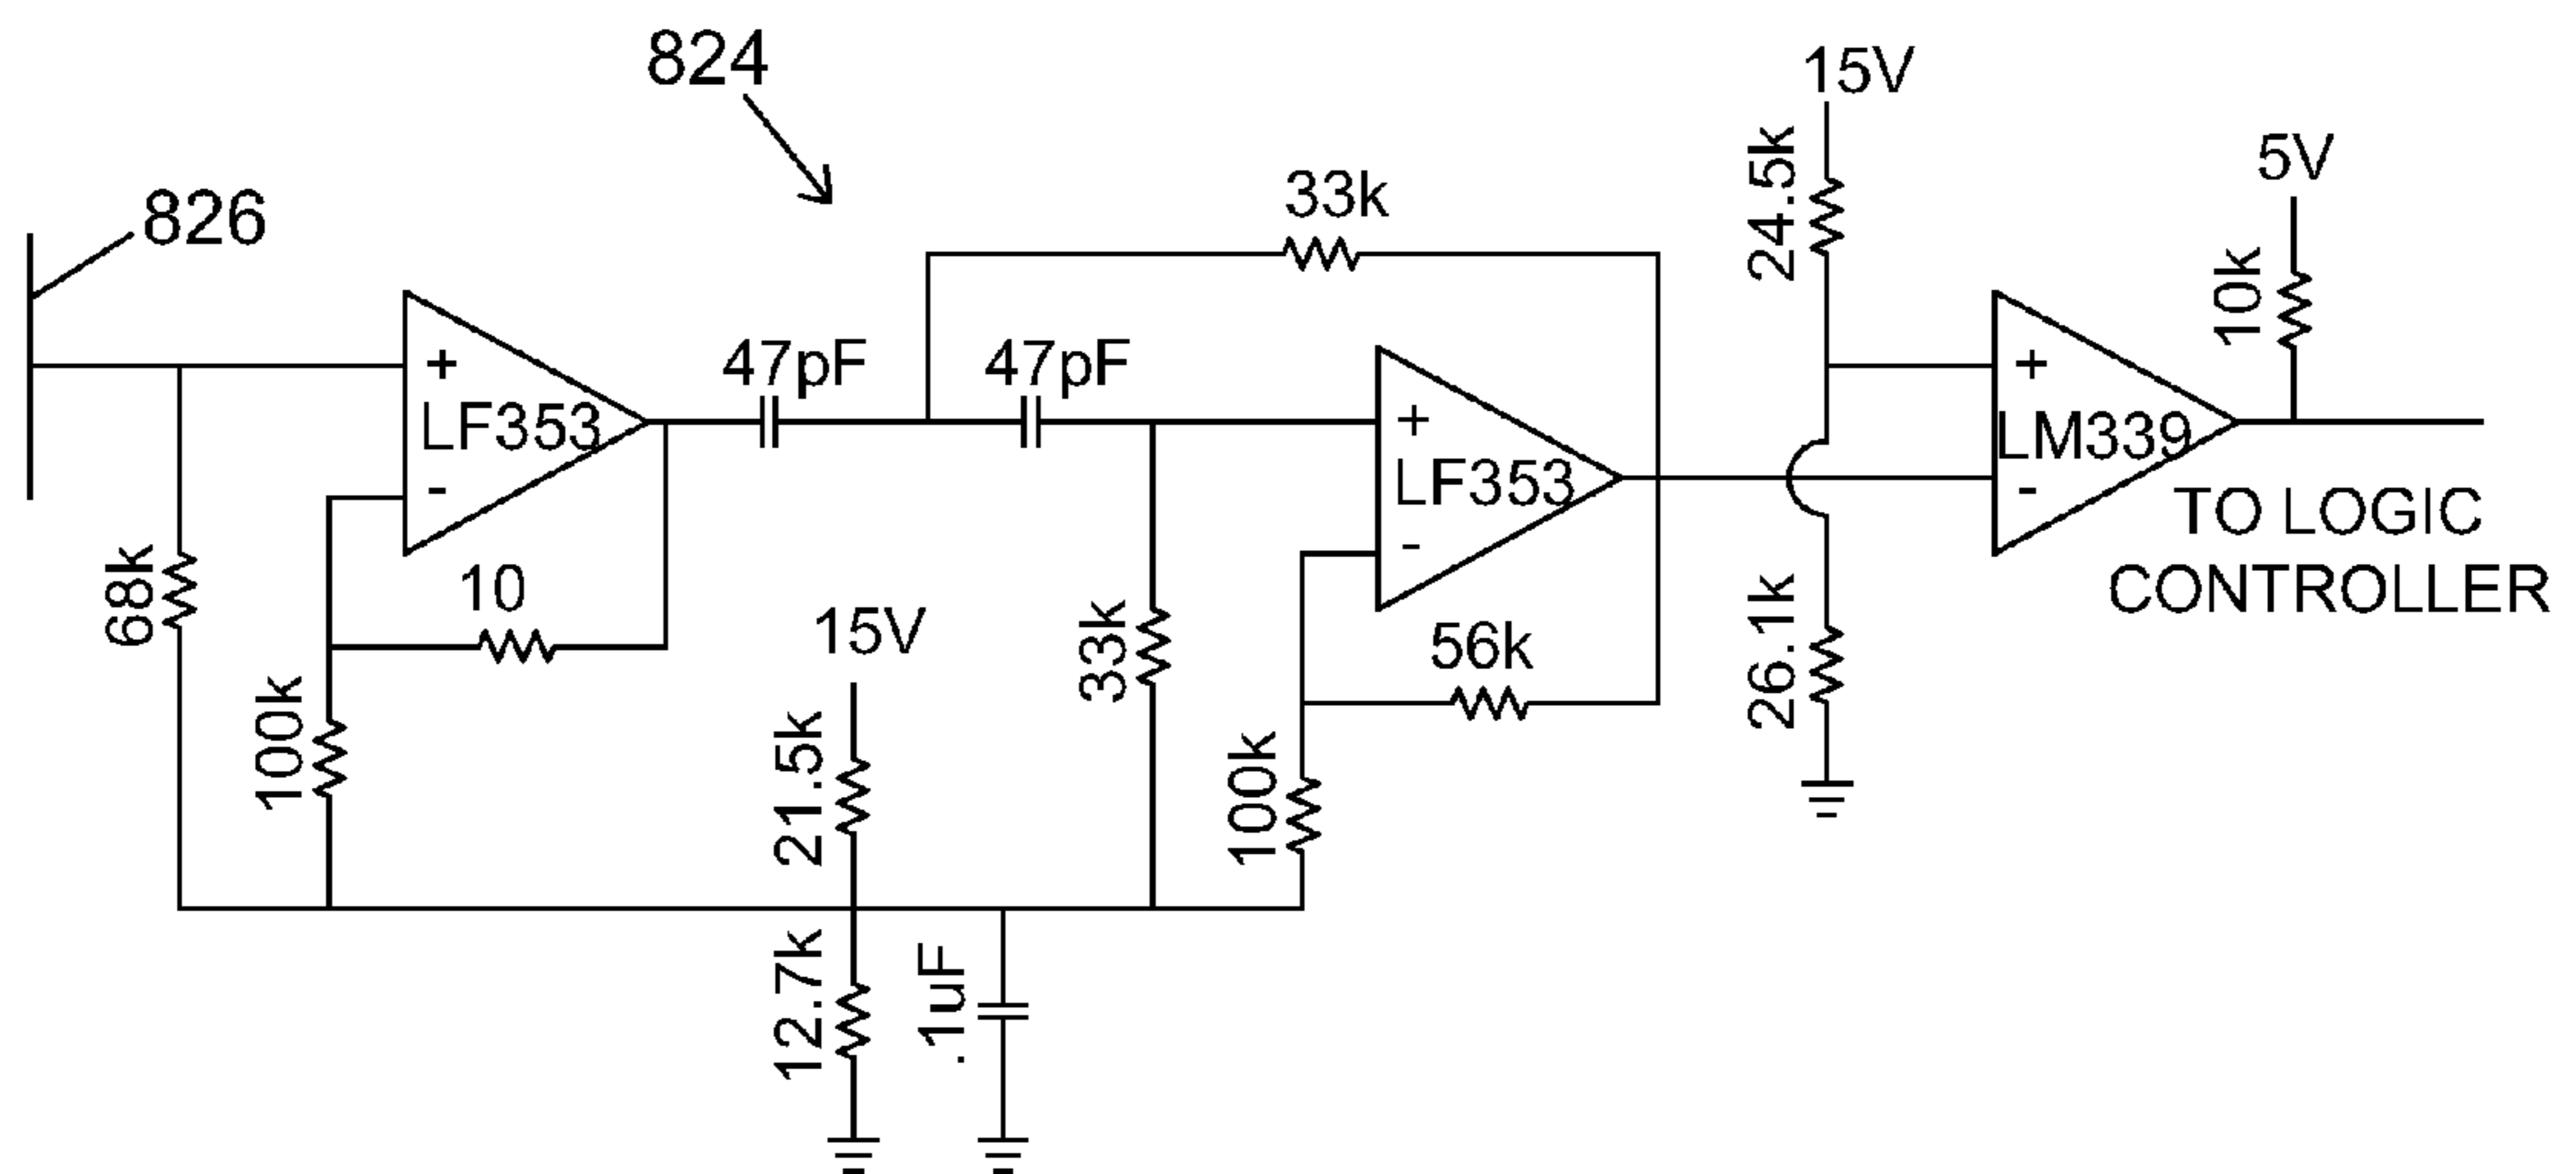 824
826
15V
5V
24.5k
10k
33k
+
LF353
-
47pF
47pF
+
LF353
-
+
LM339
-
TO LOGIC
CONTROLLER
68k
10
100k
15V
21.5k
33k
56k
100k
26.1k
12.7k
.1uF